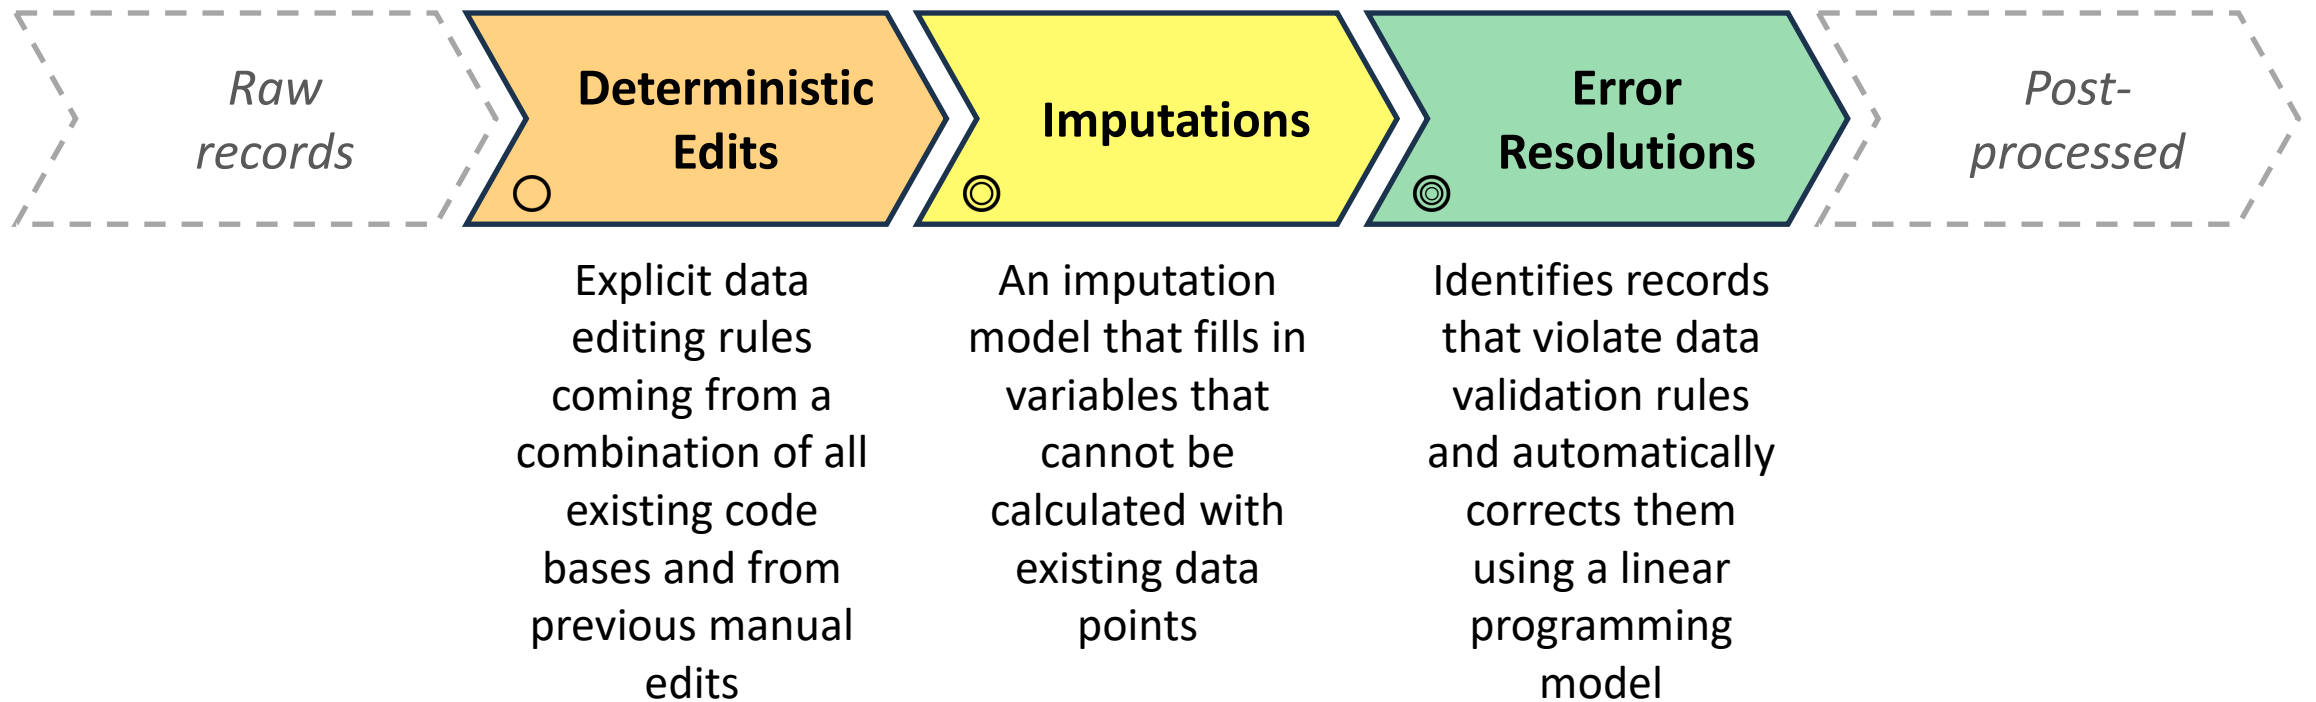 Raw
records
Deterministic
Edits
Imputations
Error
Resolutions
Post-
processed
Explicit data
editing rules
coming from a
combination of all
existing code
bases and from
previous manual
edits
An imputation
model that fills in
variables that
cannot be
calculated with
existing data
points
Identifies records
that violate data
validation rules
and automatically
corrects them
using a linear
programming
model